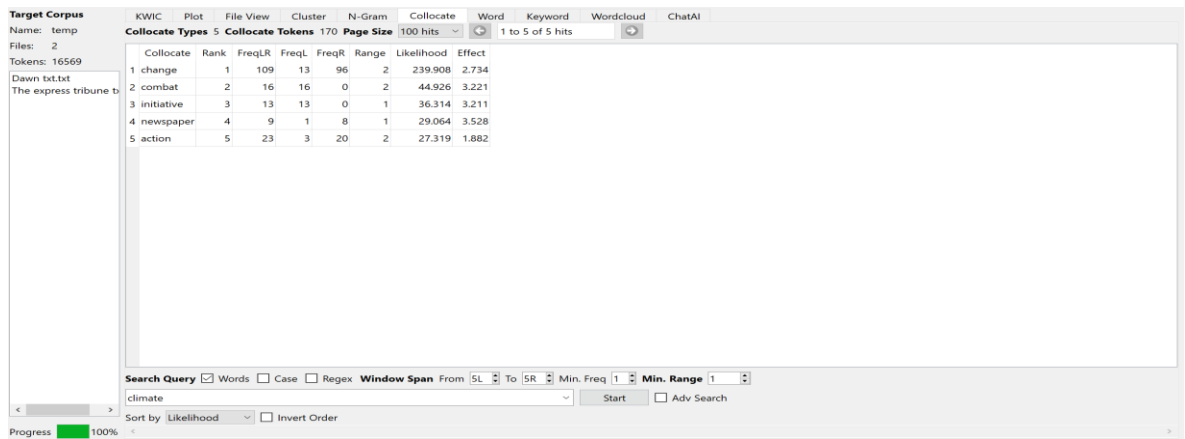 Target Corpus
Name: temp
Files: 2
Tokens: 16569
Dawn txt.txt
The express tribune t
Progress 100%
KWIC Plot File View Cluster N-Gram Collocate Word Keyword Wordcloud ChatAI
Collocate Types 5 Collocate Tokens 170 Page Size 100 hits 1 to 5 of 5 hits
Collocate Rank FreqLR FreqL FreqR Range Likelihood Effect
1 change 1 109 13 96 2 239.908 2.734
2 combat 2 16 16 0 2 44.926 3.221
3 initiative 3 13 13 0 1 36.314 3.211
4 newspaper 4 9 1 8 1 29.064 3.528
5 action 5 23 3 20 2 27.319 1.882
Search Query Words Case Regex Window Span From 5L To 5R Min. Freq 1 Min. Range 1
climate Start Adv Search
Sort by Likelihood Invert Order